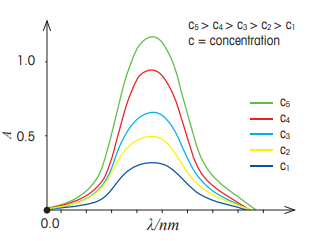 c₅ > c₄ > c₃ > c₂ > c₁
c = concentration
1.0
c₅
c₄
A
0.5
c₃
c₂
c₁
0.0
λ/nm